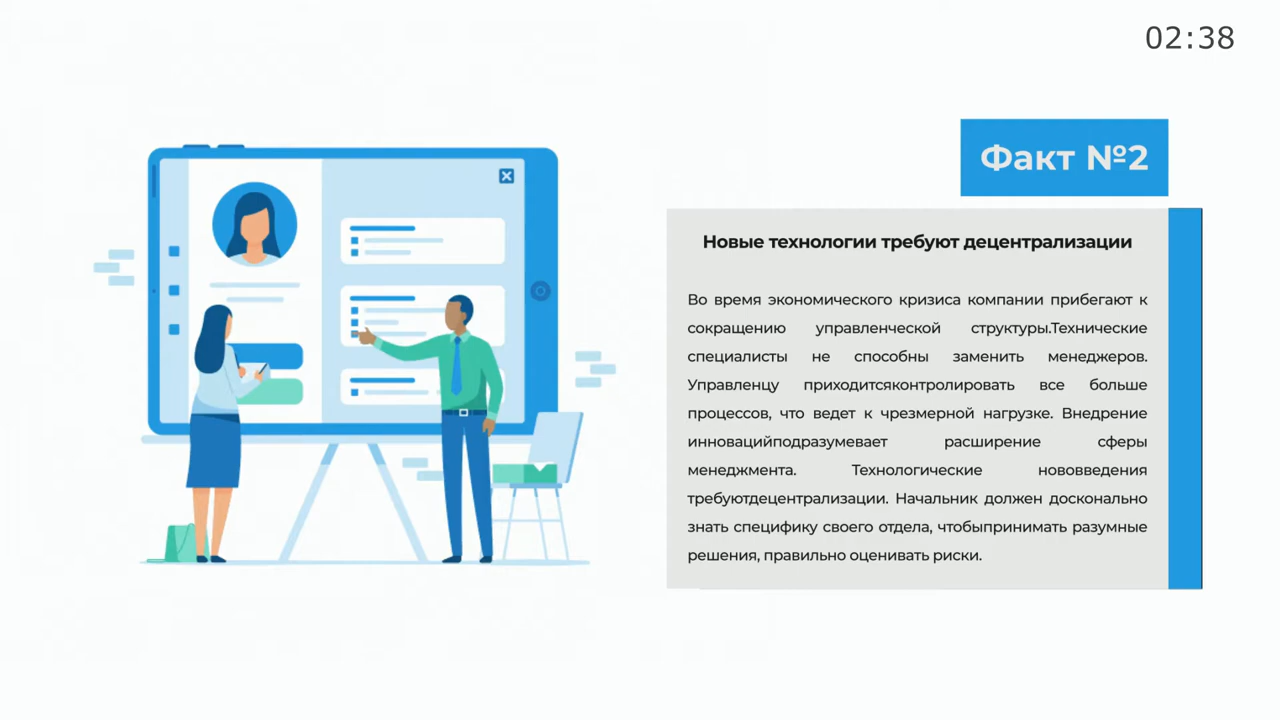 02:38
Факт №2
Новые технологии требуют децентрализации
Во время экономического кризиса компании прибегают к
сокращению управленческой структуры.Технические
специалисты не способны заменить менеджеров.
Управленцу приходитсяконтролировать все больше
процессов, что ведет к чрезмерной нагрузке. Внедрение
инновацийподразумевает расширение сферы
менеджмента. Технологические нововведения
требуютдецентрализации. Начальник должен досконально
знать специфику своего отдела, чтобыпринимать разумные
решения, правильно оценивать риски.